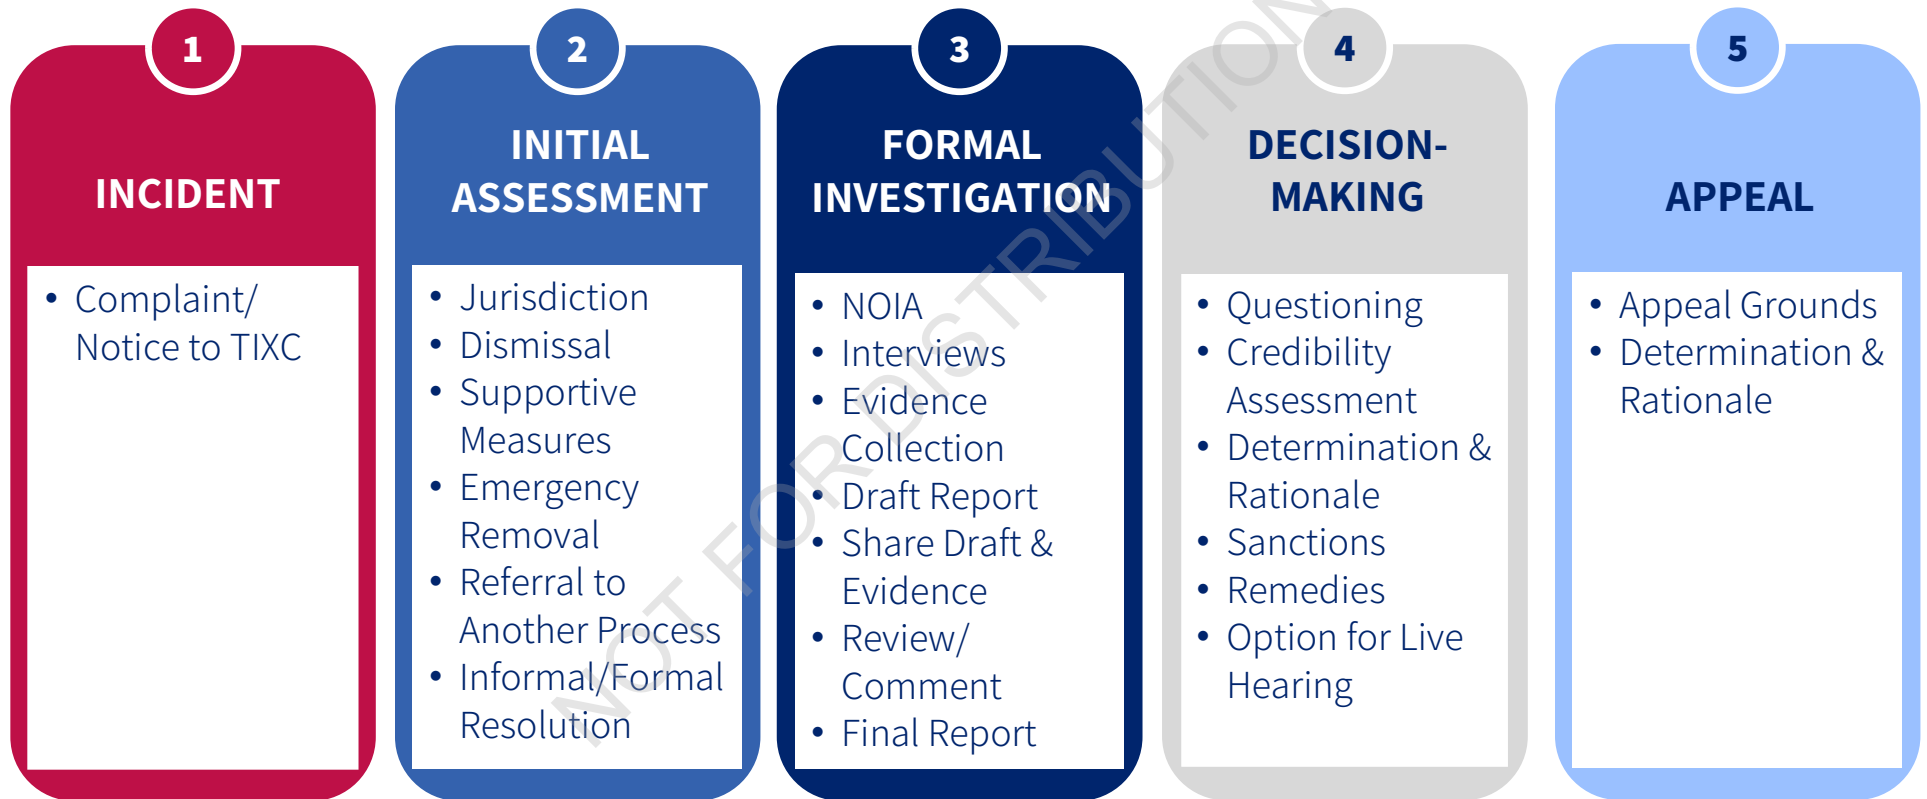 1
INCIDENT
• Complaint/
Notice to TIXC
2
INITIAL
ASSESSMENT
• Jurisdiction
• Dismissal
• Supportive
Measures
• Emergency
Removal
• Referral to
Another Process
• Informal/Formal
Resolution
3
FORMAL
INVESTIGATION
• NOIA
• Interviews
• Evidence
Collection
• Draft Report
• Share Draft &
Evidence
• Review/
Comment
• Final Report
4
DECISION-
MAKING
• Questioning
• Credibility
Assessment
• Determination &
Rationale
• Sanctions
• Remedies
• Option for Live
Hearing
5
APPEAL
• Appeal Grounds
• Determination &
Rationale
NOT FOR DISTRIBUTION